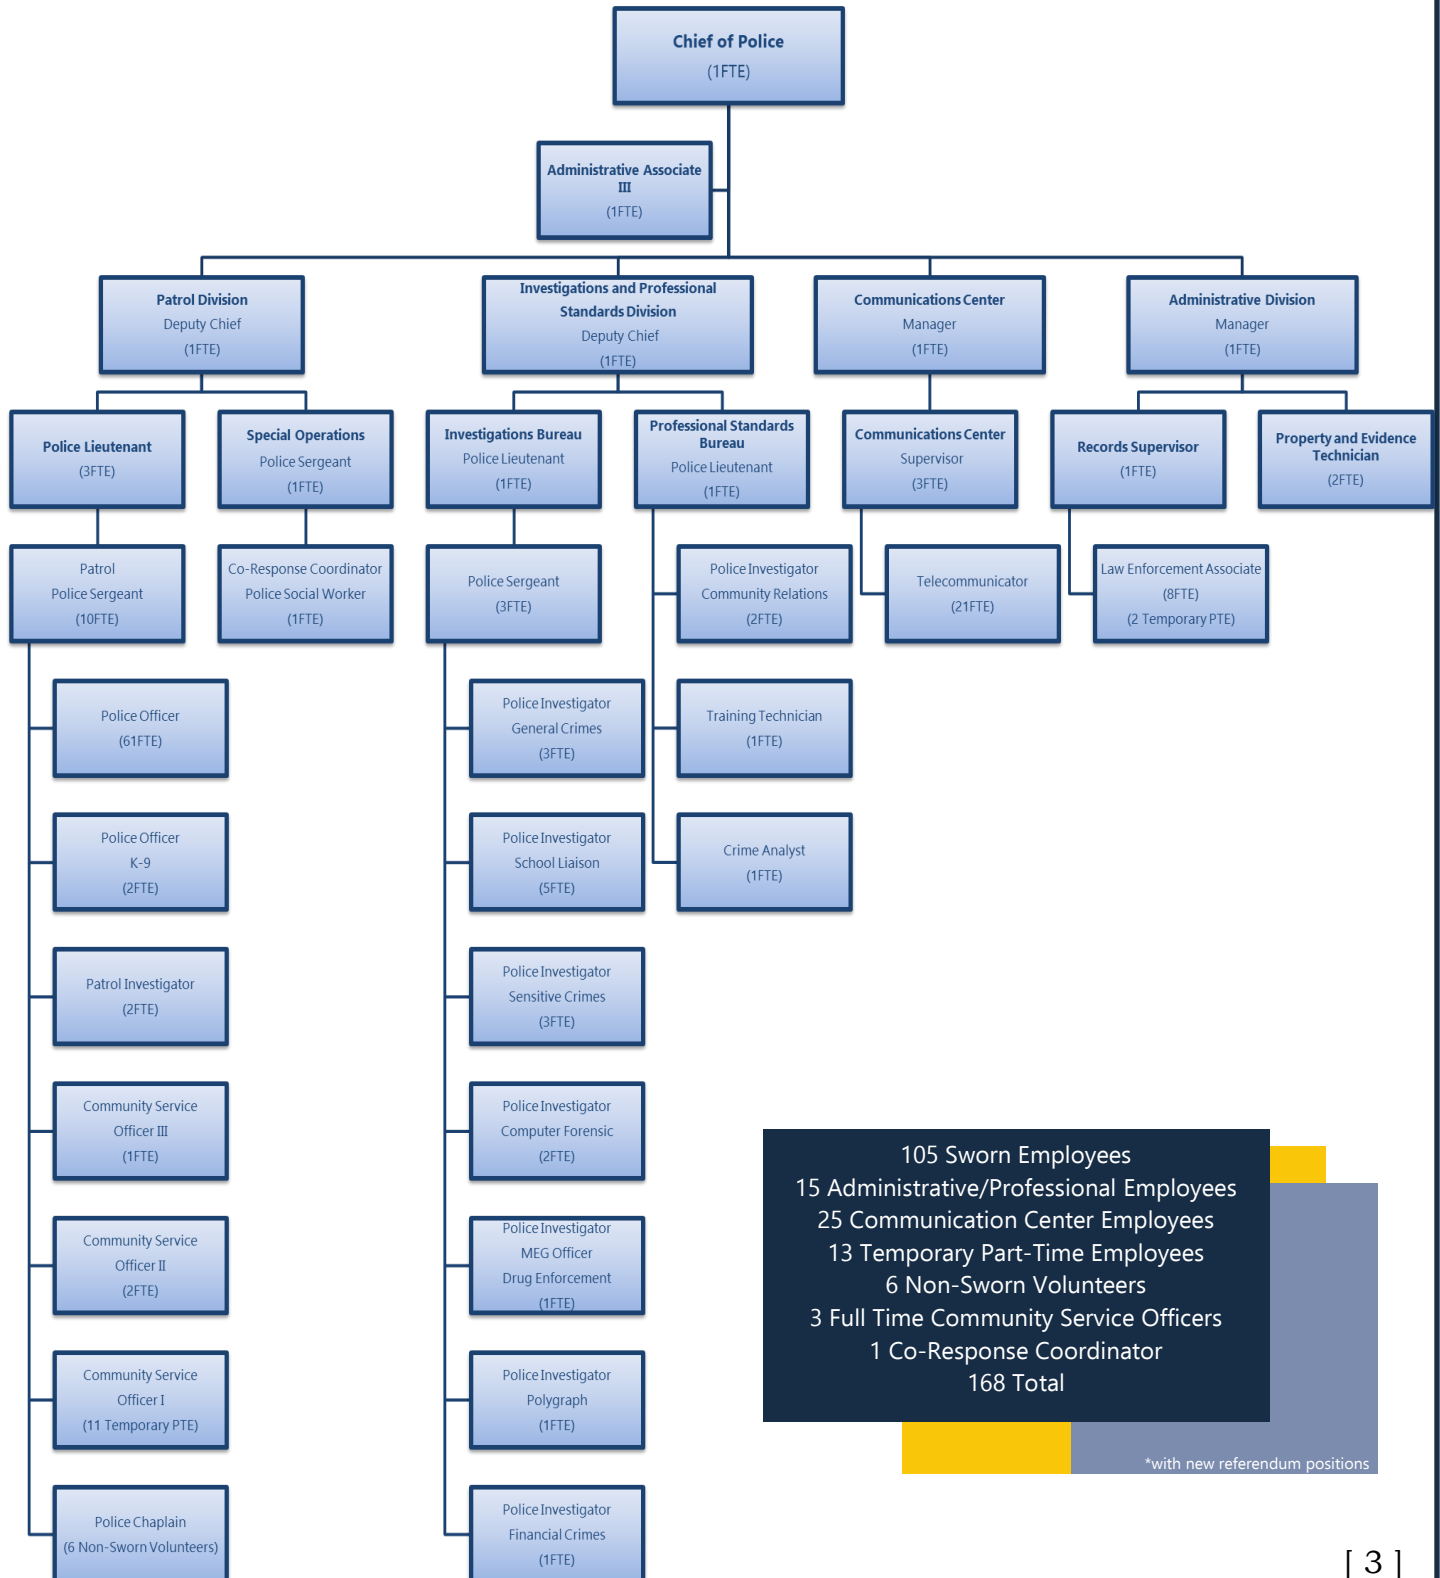 Chief of Police
(1FTE)
Administrative Associate
III
(1FTE)
Patrol Division
Deputy Chief
(1FTE)
Investigations and Professional
Standards Division
Deputy Chief
(1FTE)
Communications Center
Manager
(1FTE)
Administrative Division
Manager
(1FTE)
Police Lieutenant
(3FTE)
Special Operations
Police Sergeant
(1FTE)
Investigations Bureau
Police Lieutenant
(1FTE)
Professional Standards
Bureau
Police Lieutenant
(1FTE)
Communications Center
Supervisor
(3FTE)
Records Supervisor
(1FTE)
Property and Evidence
Technician
(2FTE)
Patrol
Police Sergeant
(10FTE)
Co-Response Coordinator
Police Social Worker
(1FTE)
Police Sergeant
(3FTE)
Police Investigator
Community Relations
(2FTE)
Telecommunicator
(21FTE)
Law Enforcement Associate
(8FTE)
(2 Temporary PTE)
Police Officer
(61FTE)
Police Investigator
General Crimes
(3FTE)
Training Technician
(1FTE)
Police Officer
K-9
(2FTE)
Police Investigator
School Liaison
(5FTE)
Crime Analyst
(1FTE)
Patrol Investigator
(2FTE)
Police Investigator
Sensitive Crimes
(3FTE)
Community Service
Officer III
(1FTE)
Police Investigator
Computer Forensic
(2FTE)
Community Service
Officer II
(2FTE)
Police Investigator
MEG Officer
Drug Enforcement
(1FTE)
Community Service
Officer I
(11 Temporary PTE)
Police Investigator
Polygraph
(1FTE)
Police Chaplain
(6 Non-Sworn Volunteers)
Police Investigator
Financial Crimes
(1FTE)
105 Sworn Employees
15 Administrative/Professional Employees
25 Communication Center Employees
13 Temporary Part-Time Employees
6 Non-Sworn Volunteers
3 Full Time Community Service Officers
1 Co-Response Coordinator
168 Total
*with new referendum positions
[ 3 ]